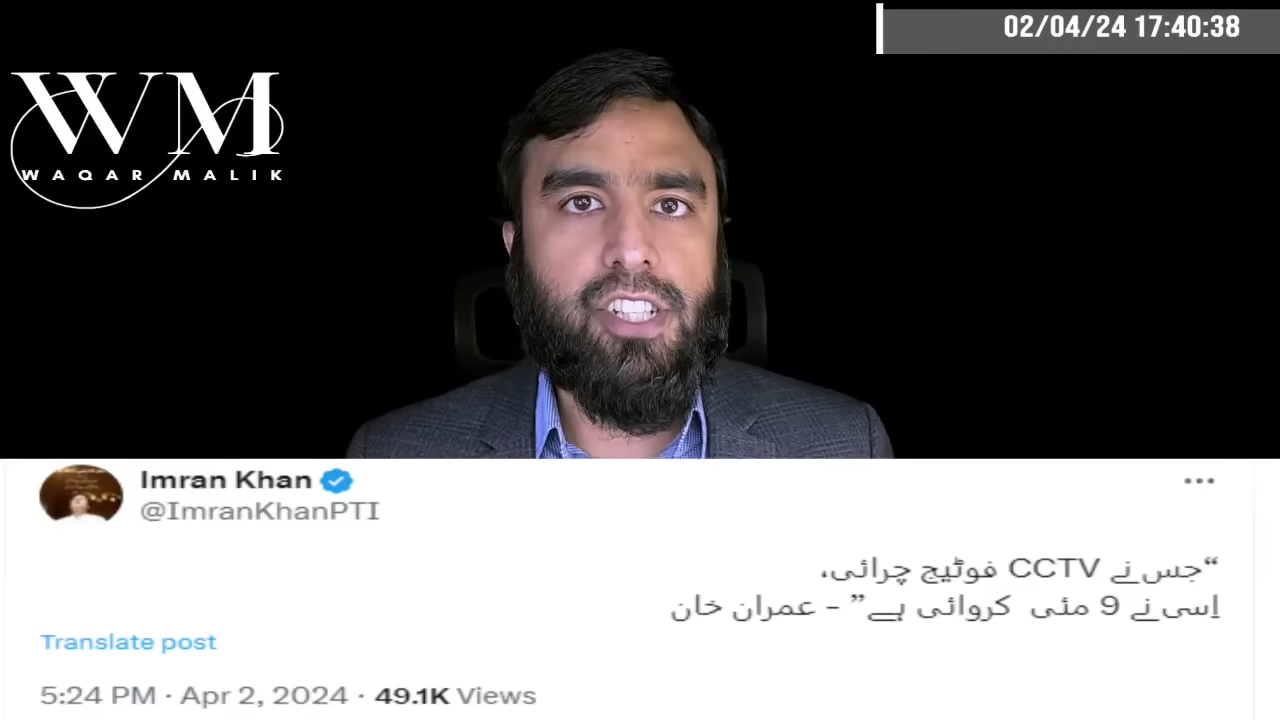 02/04/24 17:40:38
WM
WAQAR MALIK
Imran Khan
@ImranKhanPTI
“جس نے CCTV فوٹیج چرائی،
اِسی نے 9 مئی کروائی ہے” - عمران خان
Translate post
5:24 PM · Apr 2, 2024 · 49.1K Views